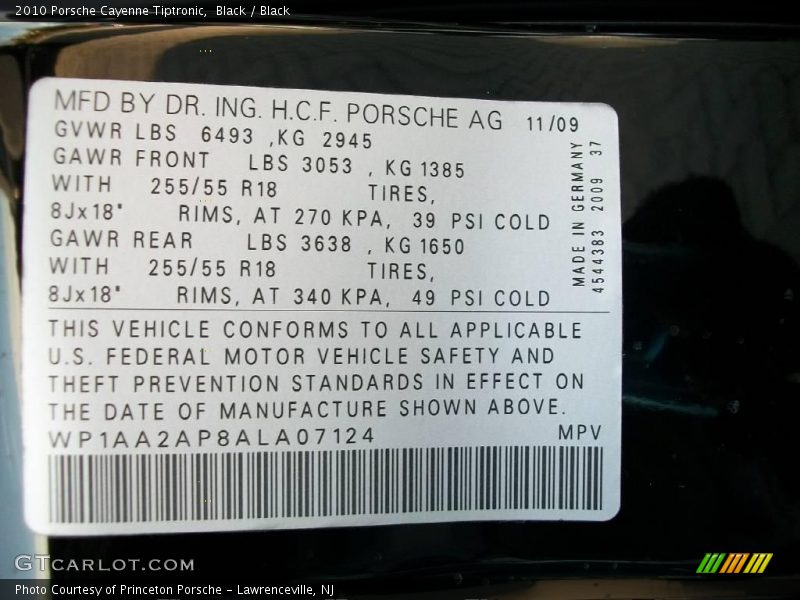 2010 Porsche Cayenne Tiptronic,  Black / Black
MFD BY DR. ING. H.C.F. PORSCHE AG 11/09
GVWR LBS 6493 ,KG 2945
GAWR FRONT LBS 3053 , KG 1385
WITH 255/55 R18 TIRES,
8Jx18" RIMS, AT 270 KPA, 39 PSI COLD
GAWR REAR LBS 3638 , KG 1650
WITH 255/55 R18 TIRES,
8Jx18" RIMS, AT 340 KPA, 49 PSI COLD
MADE IN GERMANY
4544383 2009 37
THIS VEHICLE CONFORMS TO ALL APPLICABLE
U.S. FEDERAL MOTOR VEHICLE SAFETY AND
THEFT PREVENTION STANDARDS IN EFFECT ON
THE DATE OF MANUFACTURE SHOWN ABOVE.
WP1AA2AP8ALA07124 MPV
GTCARLOT.COM
Photo Courtesy of Princeton Porsche - Lawrenceville, NJ